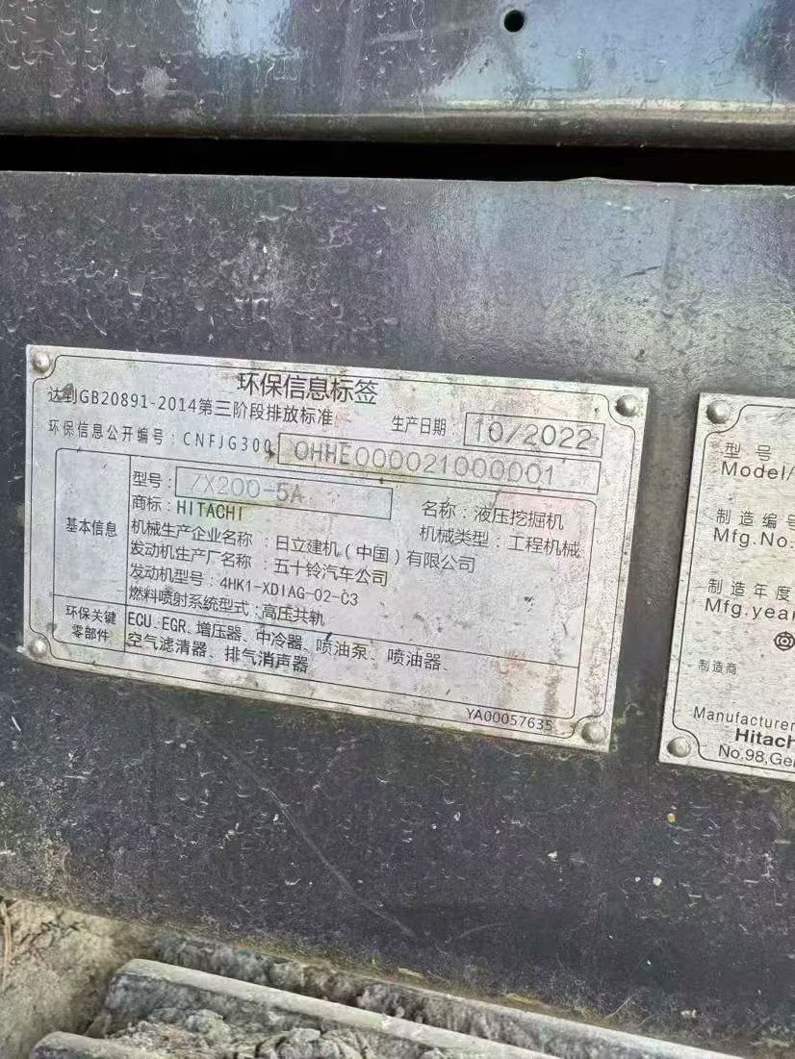 环保信息标签
达到GB20891-2014第三阶段排放标准 生产日期 10/2022
环保信息公开编号：CNFJG300 OHHE000021000001
基本信息
型号：ZX200-5A 名称：液压挖掘机
商标：HITACHI 机械类型：工程机械
机械生产企业名称：日立建机（中国）有限公司
发动机生产厂名称：五十铃汽车公司
发动机型号：4HK1-XDIAG-02-C3
燃料喷射系统型式：高压共轨
环保关键零部件
ECU、EGR、增压器、中冷器、喷油泵、喷油器、
空气滤清器、排气消声器
YA00057635
型号
Model/
制造编号
Mfg.No.
制造年度
Mfg.year
制造商
Manufacturer
Hitach
No.98,Ge